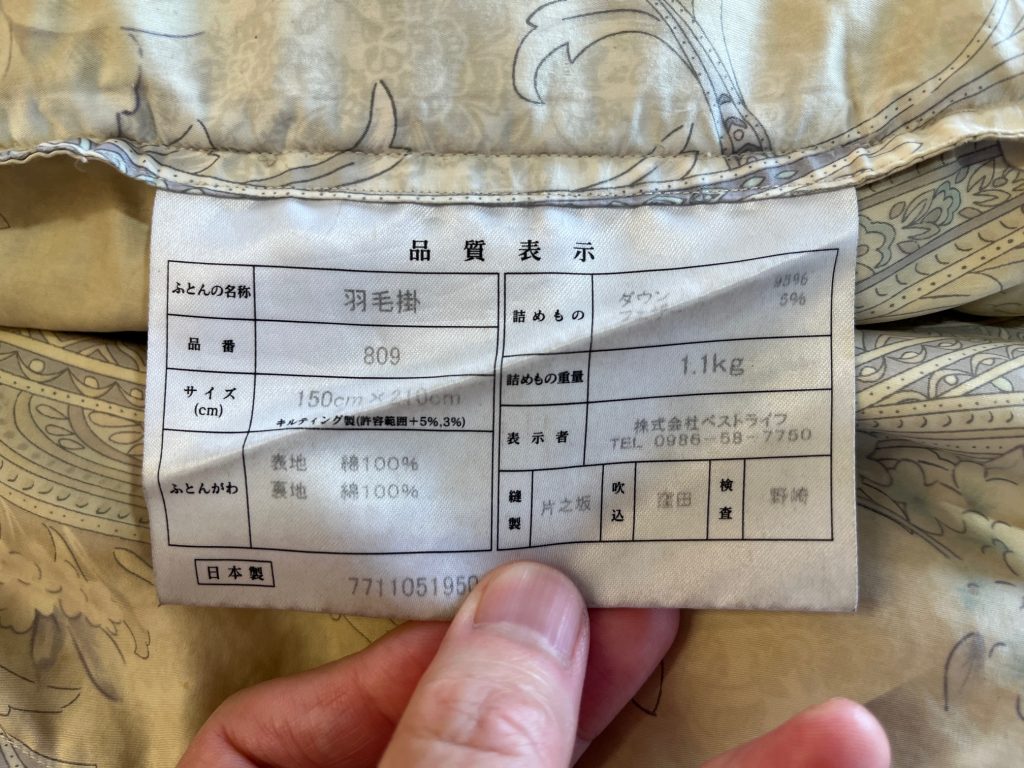 品質表示
ふとんの名称 羽毛掛
品番 809
サイズ(cm) 150cm×210cm
キルティング製(許容範囲+5%,3%)
ふとんがわ 表地 綿100%
裏地 綿100%
詰めもの ダウン 95%
5%
詰めもの重量 1.1kg
表示者 株式会社ベストライフ
TEL 0986-58-7750
縫製 片之坂 吹込 窪田 検査 野崎
日本製
7711051950